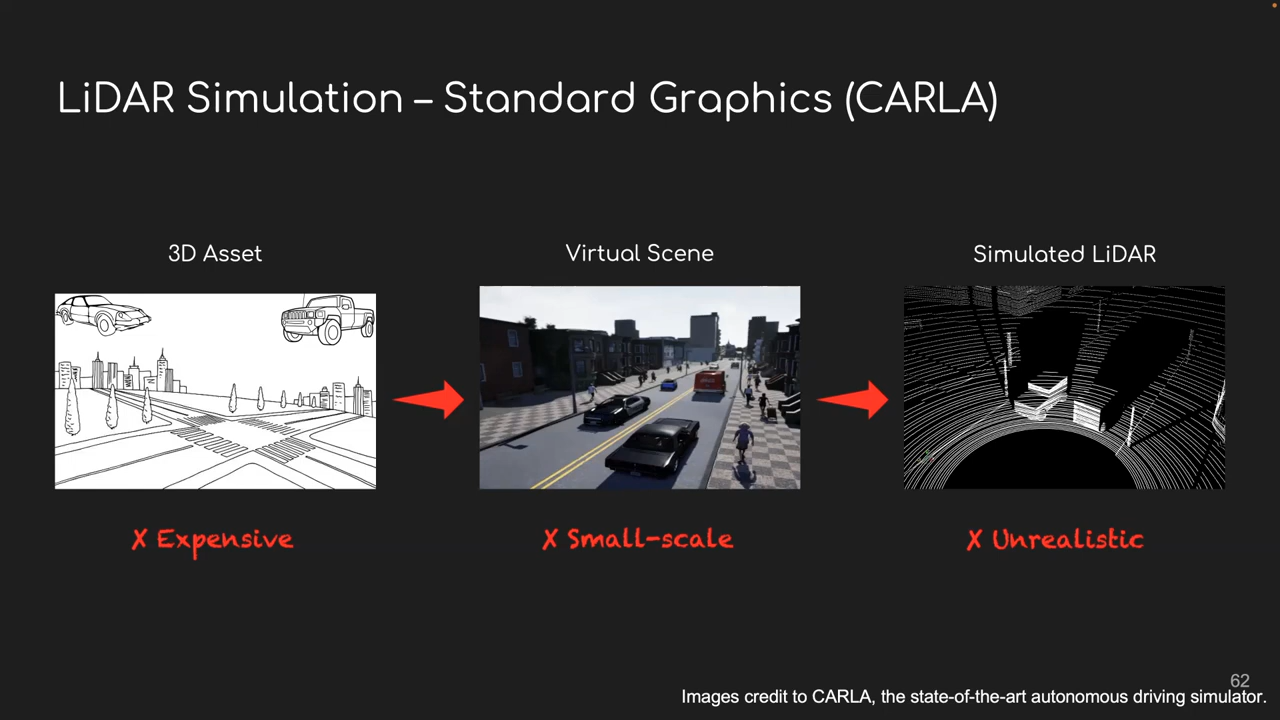 LiDAR Simulation – Standard Graphics (CARLA)
3D Asset
Virtual Scene
Simulated LiDAR
X Expensive
X Small-scale
X Unrealistic
62
Images credit to CARLA, the state-of-the-art autonomous driving simulator.